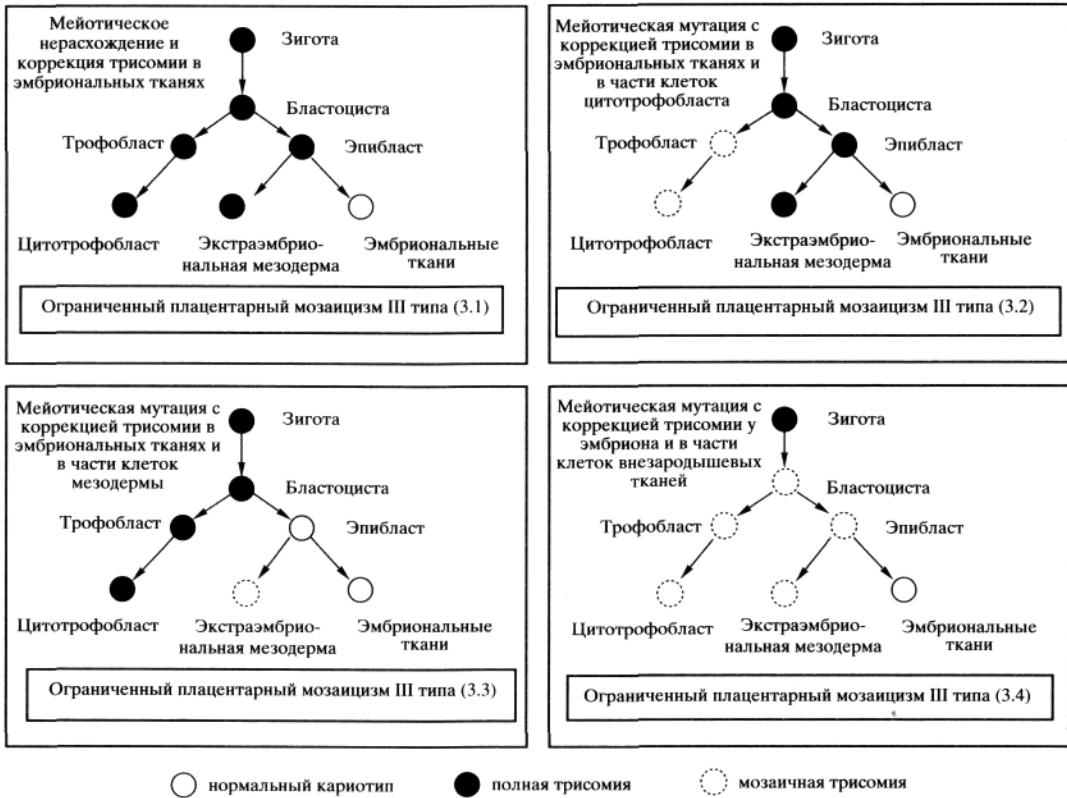 Мейотическое
нерасхождение и
коррекция трисомии в
эмбриональных тканях
Зигота
Бластоциста
Трофобласт
Эпибласт
Цитотрофобласт
Экстраэмбрио-
нальная мезодерма
Эмбриональные
ткани
Ограниченный плацентарный мозаицизм III типа (3.1)
Мейотическая мутация с
коррекцией трисомии в
эмбриональных тканях и
в части клеток
цитотрофобласта
Зигота
Бластоциста
Трофобласт
Эпибласт
Цитотрофобласт
Экстраэмбрио-
нальная мезодерма
Эмбриональные
ткани
Ограниченный плацентарный мозаицизм III типа (3.2)
Мейотическая мутация с
коррекцией трисомии в
эмбриональных тканях и
в части клеток
мезодермы
Зигота
Бластоциста
Трофобласт
Эпибласт
Цитотрофобласт
Экстраэмбрио-
нальная мезодерма
Эмбриональные
ткани
Ограниченный плацентарный мозаицизм III типа (3.3)
Мейотическая мутация с
коррекцией трисомии у
эмбриона и в части
клеток внезародышевых
тканей
Зигота
Бластоциста
Трофобласт
Эпибласт
Цитотрофобласт
Экстраэмбрио-
нальная мезодерма
Эмбриональные
ткани
Ограниченный плацентарный мозаицизм III типа (3.4)
нормальный кариотип
полная трисомия
мозаичная трисомия